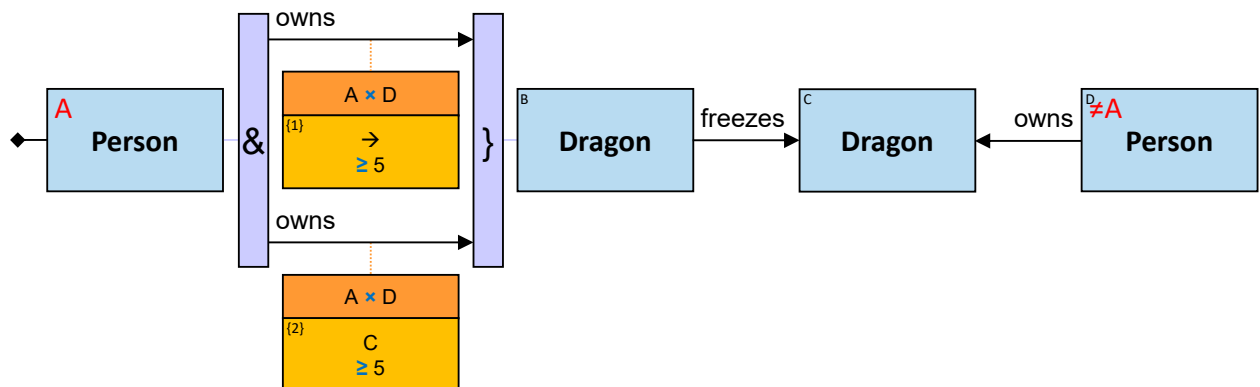 owns
A × D
{1}
→
≥ 5
A
Person
&
}
B
Dragon
freezes
C
Dragon
owns
D
≠A
Person
owns
A × D
{2}
C
≥ 5